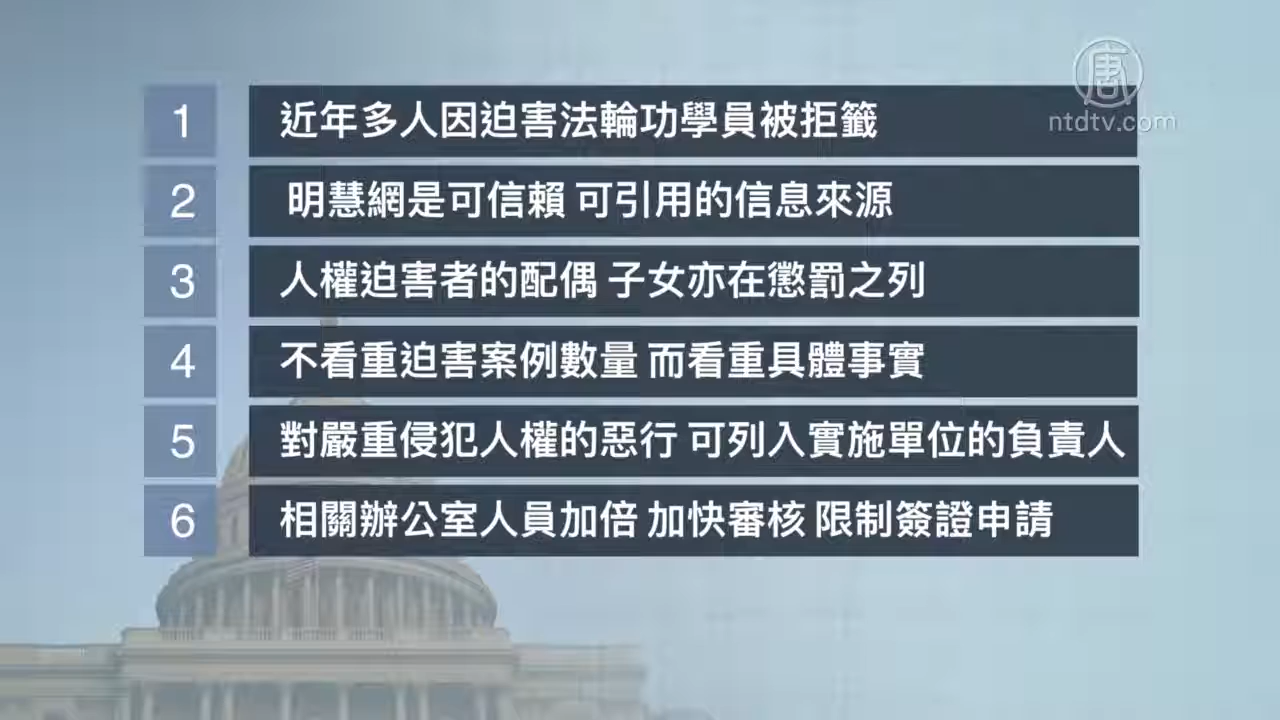 唐
ntdtv.com
1 近年多人因迫害法輪功學員被拒籤
2 明慧網是可信賴 可引用的信息來源
3 人權迫害者的配偶 子女亦在懲罰之列
4 不看重迫害案例數量 而看重具體事實
5 對嚴重侵犯人權的惡行 可列入實施單位的負責人
6 相關辦公室人員加倍 加快審核 限制簽證申請